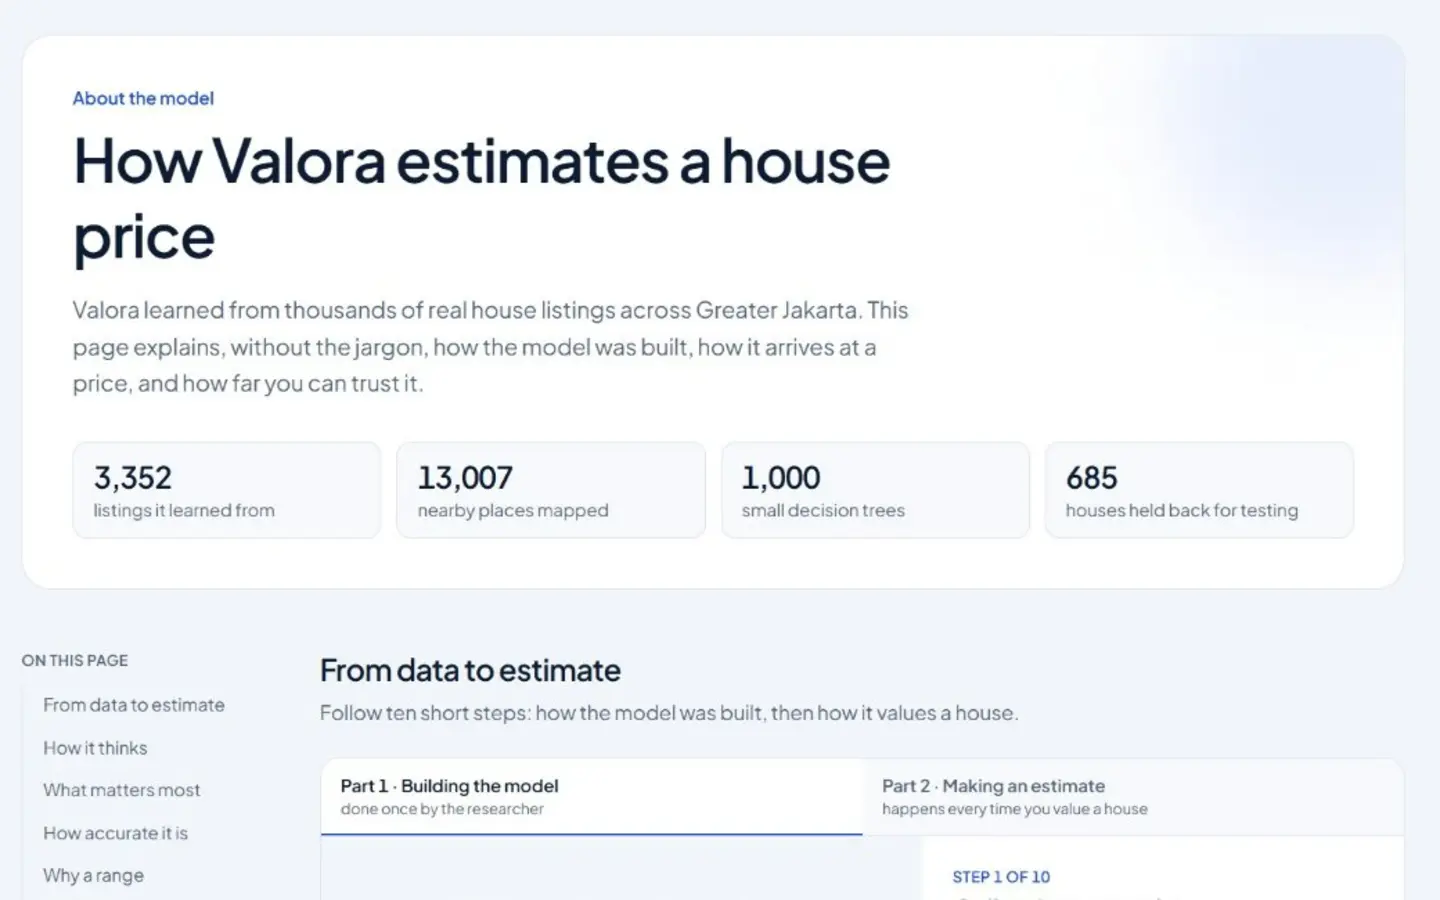 About the model
How Valora estimates a house
price
Valora learned from thousands of real house listings across Greater Jakarta. This
page explains, without the jargon, how the model was built, how it arrives at a
price, and how far you can trust it.
3,352
listings it learned from
13,007
nearby places mapped
1,000
small decision trees
685
houses held back for testing
ON THIS PAGE
From data to estimate
How it thinks
What matters most
How accurate it is
Why a range
From data to estimate
Follow ten short steps: how the model was built, then how it values a house.
Part 1 · Building the model
done once by the researcher
Part 2 · Making an estimate
happens every time you value a house
STEP 1 OF 10